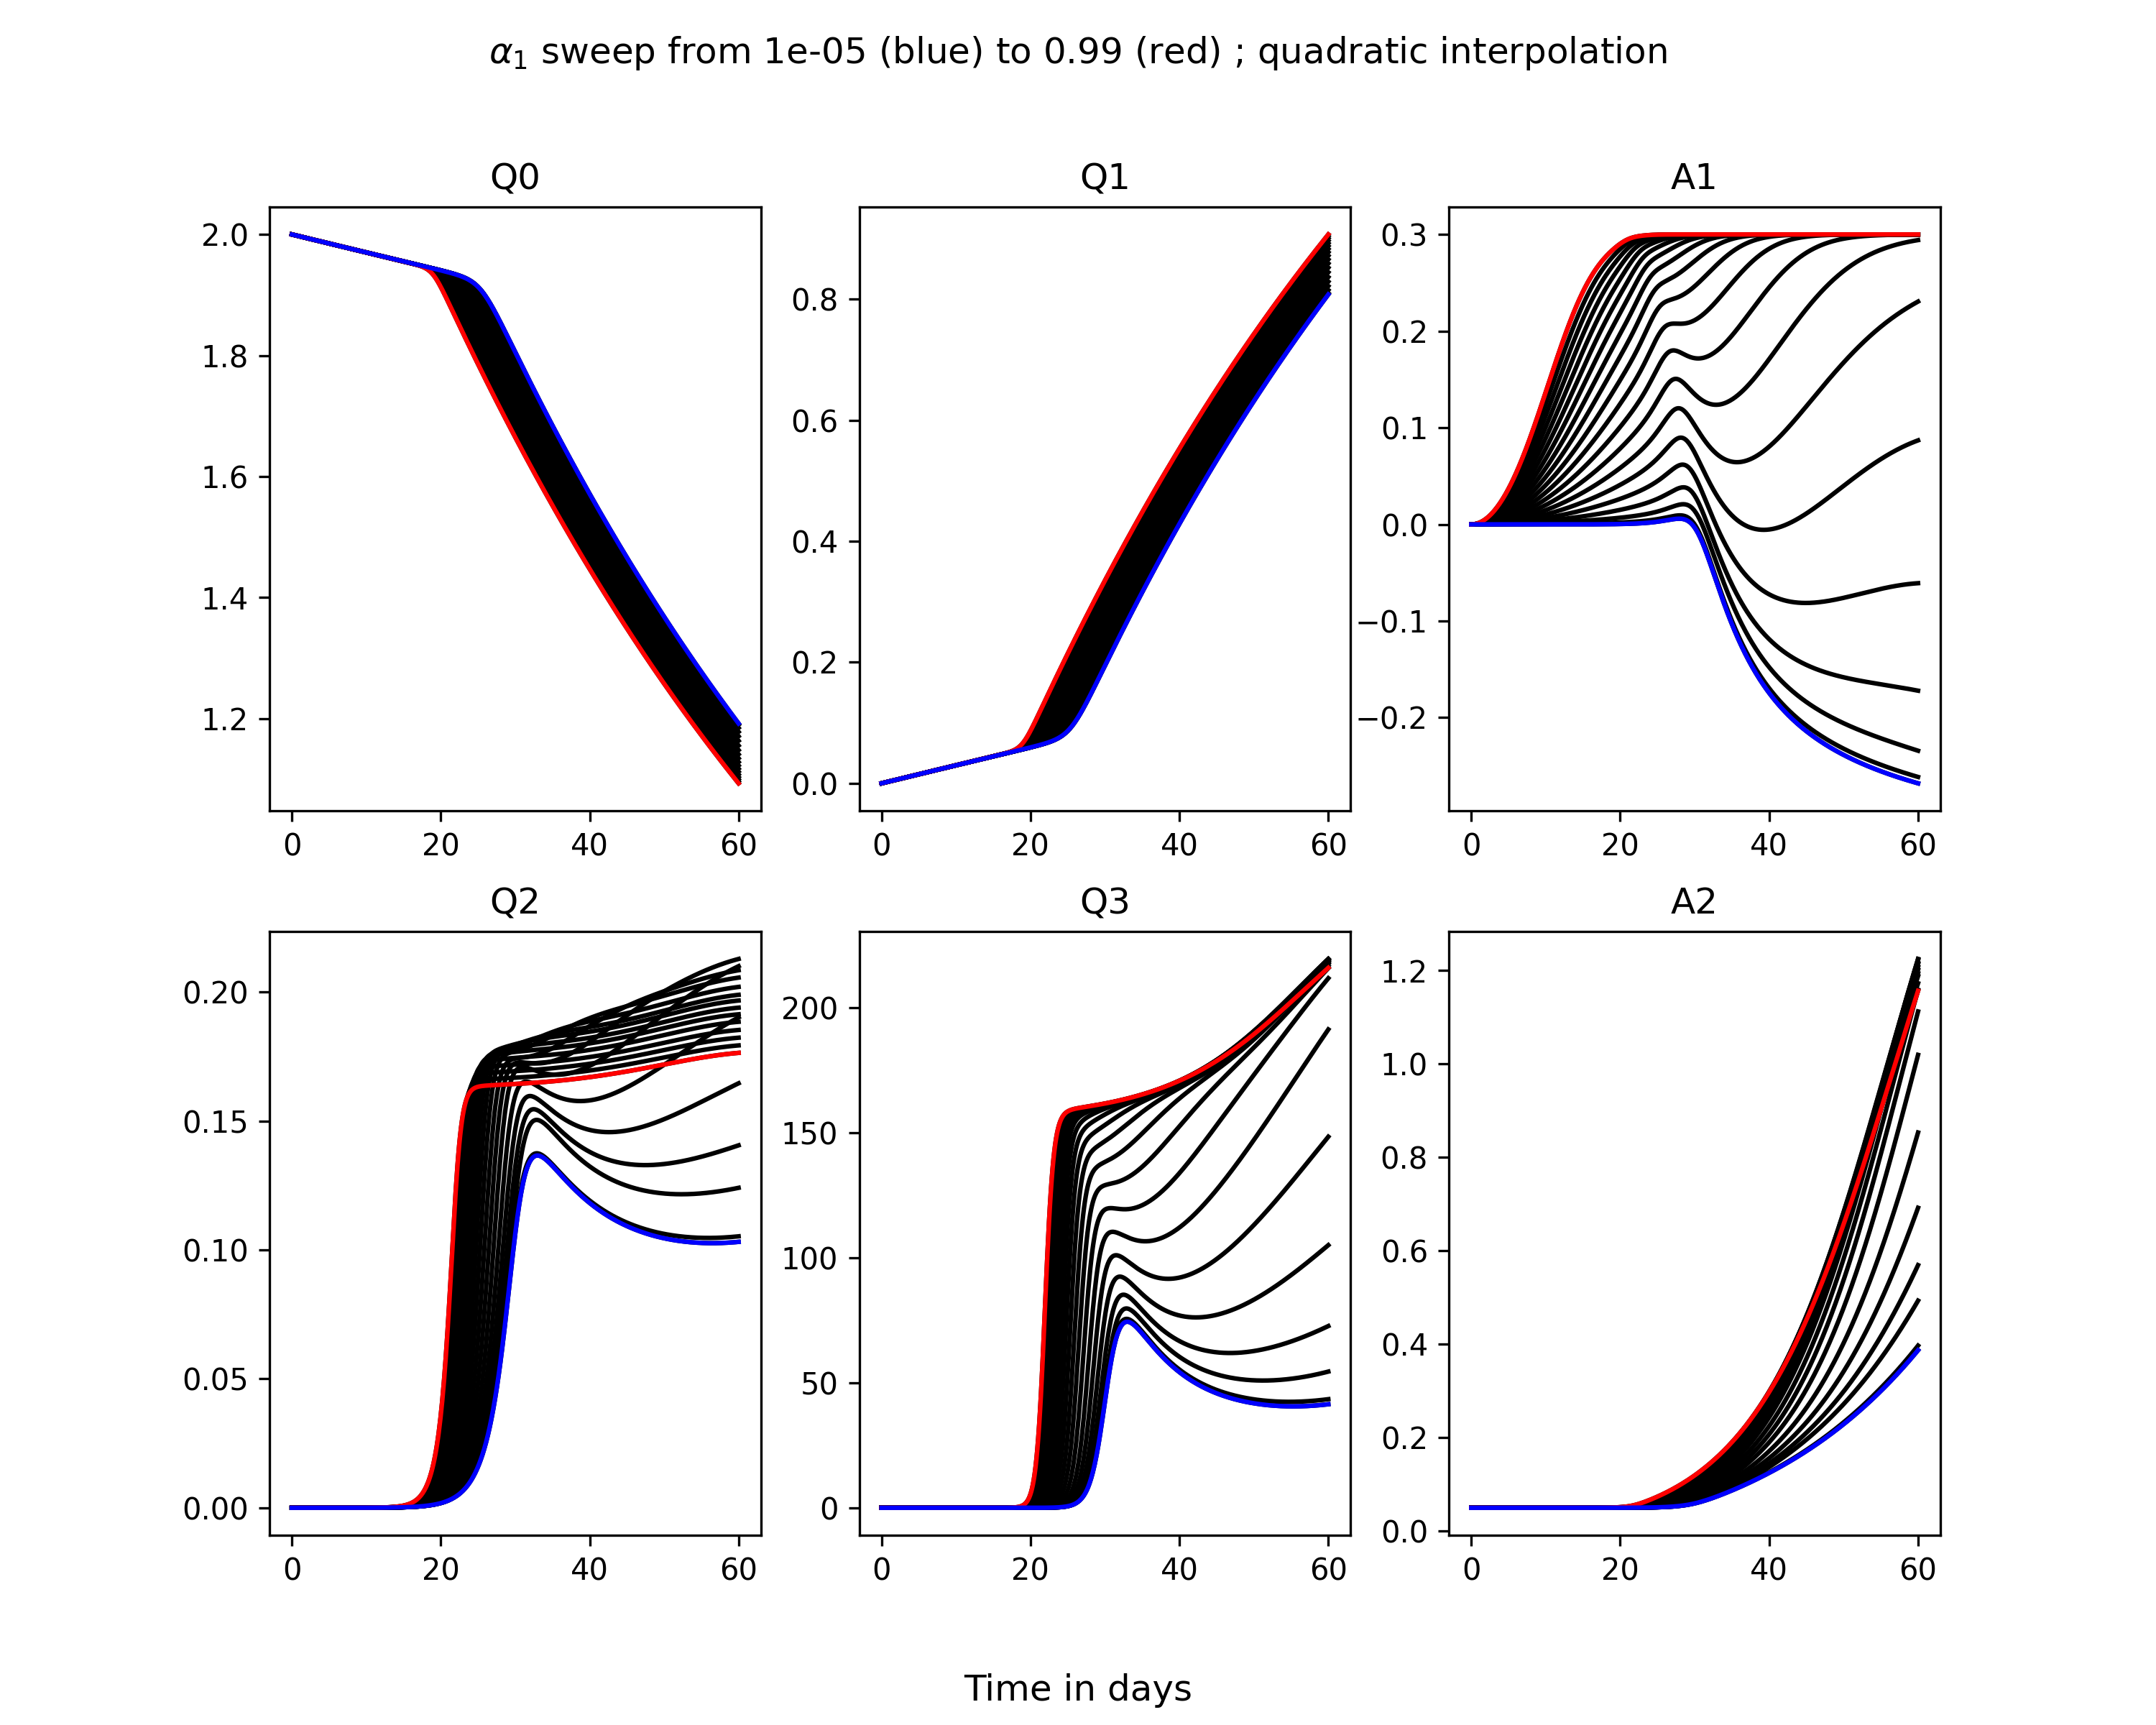 α₁ sweep from 1e-05 (blue) to 0.99 (red) ; quadratic interpolation
Q0
2.0
1.8
1.6
1.4
1.2
0 20 40 60
Q1
0.8
0.6
0.4
0.2
0.0
0 20 40 60
A1
0.3
0.2
0.1
0.0
−0.1
−0.2
0 20 40 60
Q2
0.20
0.15
0.10
0.05
0.00
0 20 40 60
Q3
200
150
100
50
0
0 20 40 60
A2
1.2
1.0
0.8
0.6
0.4
0.2
0.0
0 20 40 60
Time in days